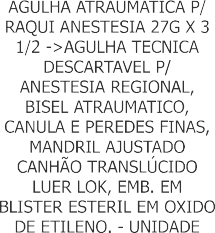 AGULHA ATRAUMATICA P/
RAQUI ANESTESIA 27G X 3
1/2 ->AGULHA TECNICA
DESCARTAVEL P/
ANESTESIA REGIONAL,
BISEL ATRAUMATICO,
CANULA E PEREDES FINAS,
MANDRIL AJUSTADO
CANHÃO TRANSLÚCIDO
LUER LOK, EMB. EM
BLISTER ESTERIL EM OXIDO
DE ETILENO. - UNIDADE